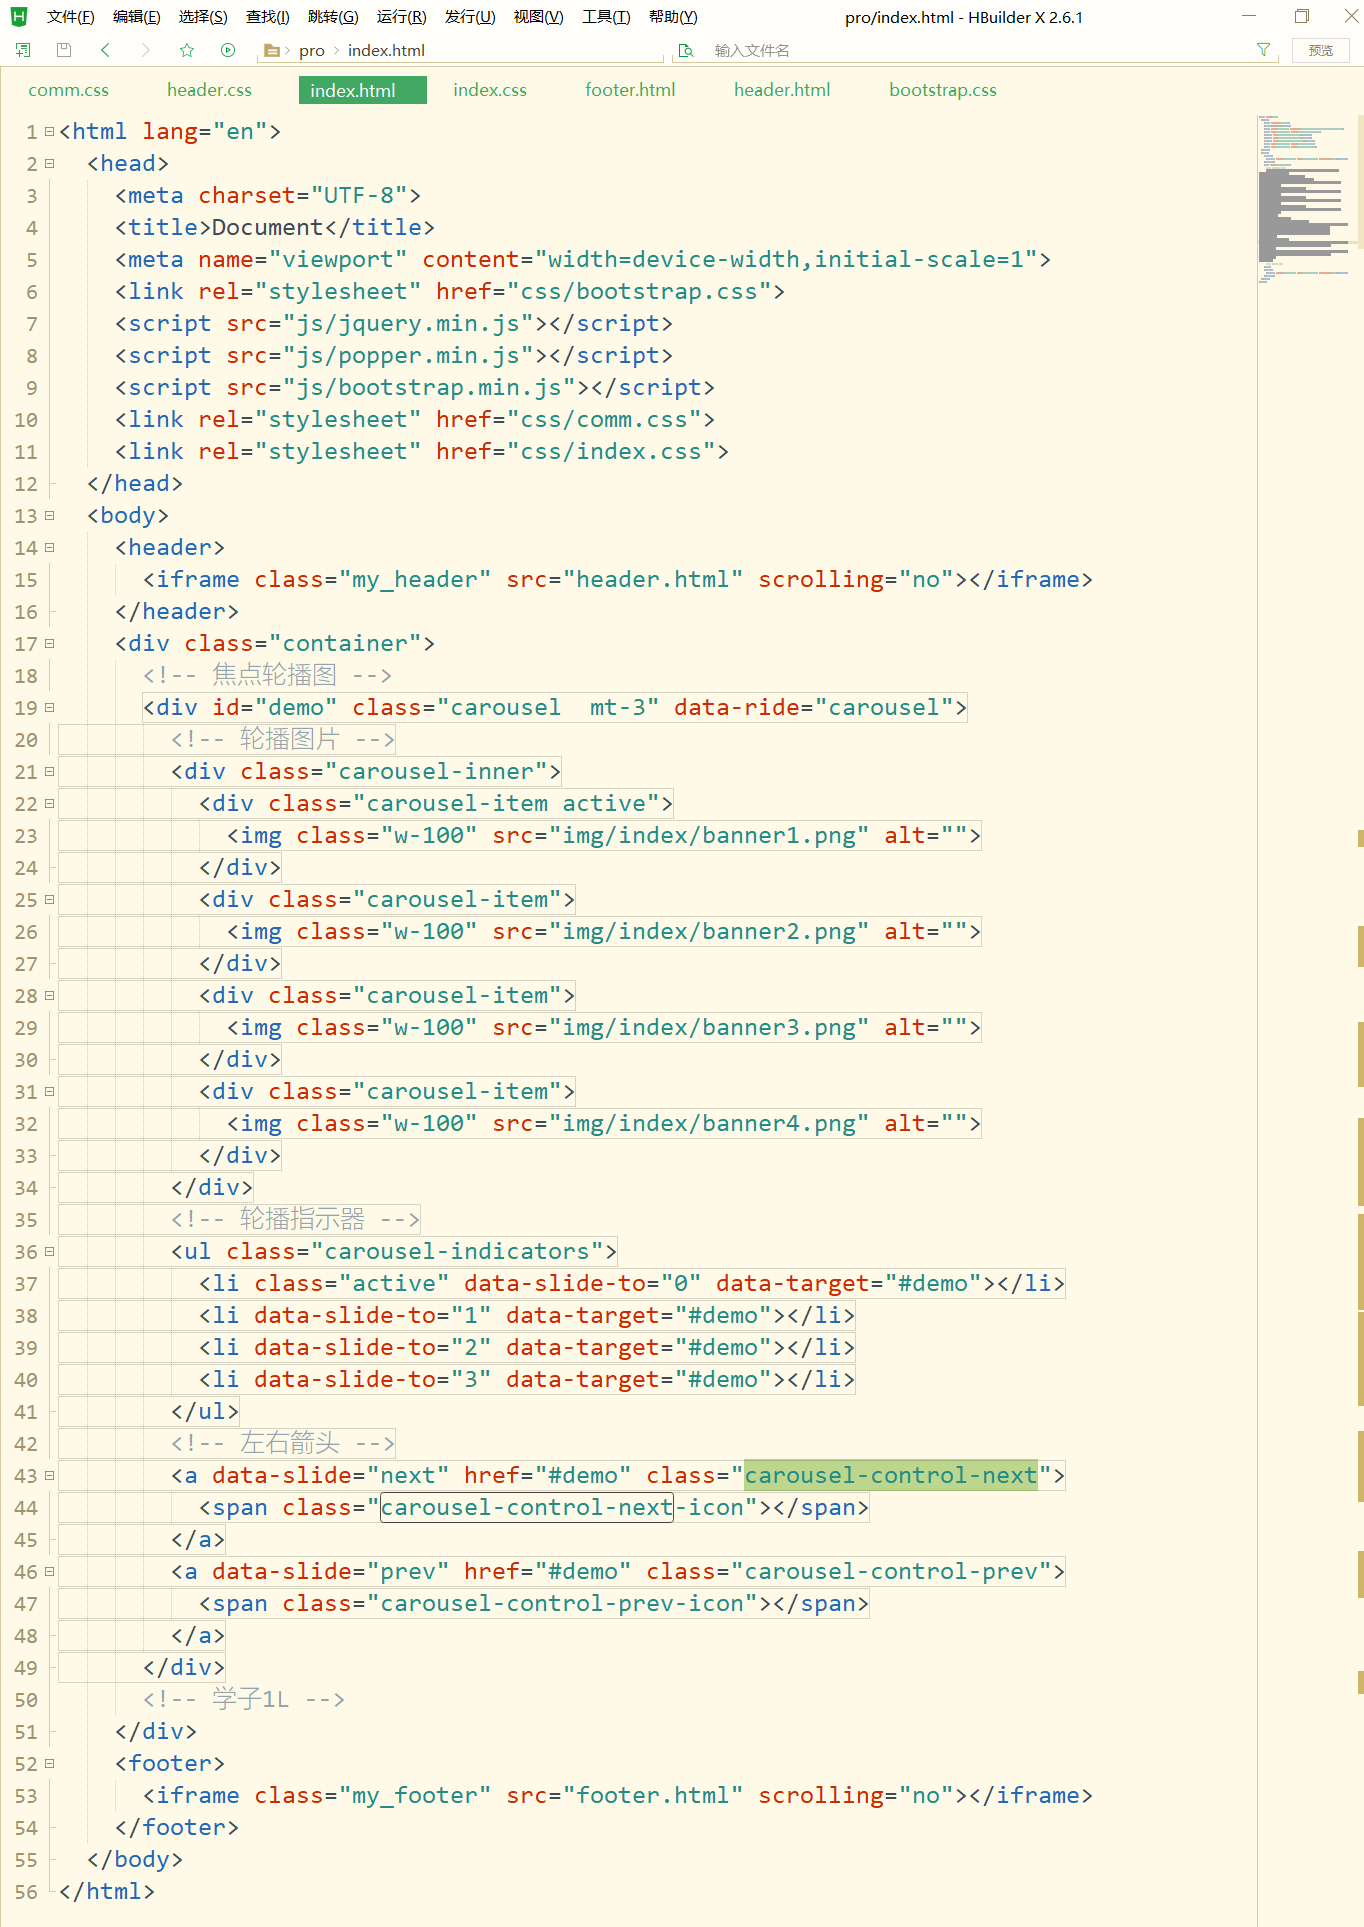 文件(F) 编辑(E) 选择(S) 查找(I) 跳转(G) 运行(R) 发行(U) 视图(V) 工具(T) 帮助(Y) pro/index.html - HBuilder X 2.6.1
pro index.html 输入文件名 预览
comm.css header.css index.html index.css footer.html header.html bootstrap.css
1 <html lang="en">
2 <head>
3 <meta charset="UTF-8">
4 <title>Document</title>
5 <meta name="viewport" content="width=device-width,initial-scale=1">
6 <link rel="stylesheet" href="css/bootstrap.css">
7 <script src="js/jquery.min.js"></script>
8 <script src="js/popper.min.js"></script>
9 <script src="js/bootstrap.min.js"></script>
10 <link rel="stylesheet" href="css/comm.css">
11 <link rel="stylesheet" href="css/index.css">
12 </head>
13 <body>
14 <header>
15 <iframe class="my_header" src="header.html" scrolling="no"></iframe>
16 </header>
17 <div class="container">
18 <!-- 焦点轮播图 -->
19 <div id="demo" class="carousel  mt-3" data-ride="carousel">
20 <!-- 轮播图片 -->
21 <div class="carousel-inner">
22 <div class="carousel-item active">
23 <img class="w-100" src="img/index/banner1.png" alt="">
24 </div>
25 <div class="carousel-item">
26 <img class="w-100" src="img/index/banner2.png" alt="">
27 </div>
28 <div class="carousel-item">
29 <img class="w-100" src="img/index/banner3.png" alt="">
30 </div>
31 <div class="carousel-item">
32 <img class="w-100" src="img/index/banner4.png" alt="">
33 </div>
34 </div>
35 <!-- 轮播指示器 -->
36 <ul class="carousel-indicators">
37 <li class="active" data-slide-to="0" data-target="#demo"></li>
38 <li data-slide-to="1" data-target="#demo"></li>
39 <li data-slide-to="2" data-target="#demo"></li>
40 <li data-slide-to="3" data-target="#demo"></li>
41 </ul>
42 <!-- 左右箭头 -->
43 <a data-slide="next" href="#demo" class="carousel-control-next">
44 <span class="carousel-control-next-icon"></span>
45 </a>
46 <a data-slide="prev" href="#demo" class="carousel-control-prev">
47 <span class="carousel-control-prev-icon"></span>
48 </a>
49 </div>
50 <!-- 学子1L -->
51 </div>
52 <footer>
53 <iframe class="my_footer" src="footer.html" scrolling="no"></iframe>
54 </footer>
55 </body>
56 </html>